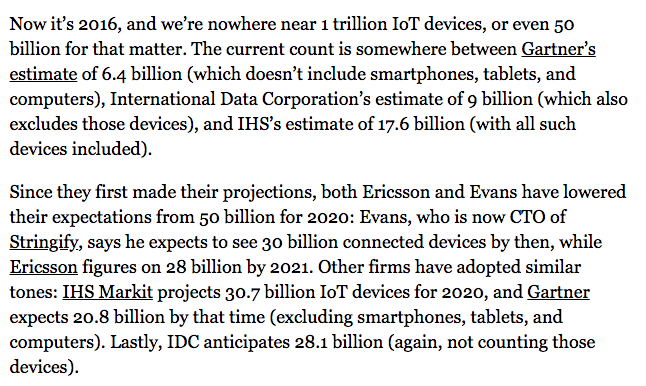 Now it’s 2016, and we’re nowhere near 1 trillion IoT devices, or even 50
billion for that matter. The current count is somewhere between Gartner’s
estimate of 6.4 billion (which doesn’t include smartphones, tablets, and
computers), International Data Corporation’s estimate of 9 billion (which also
excludes those devices), and IHS’s estimate of 17.6 billion (with all such
devices included).
Since they first made their projections, both Ericsson and Evans have lowered
their expectations from 50 billion for 2020: Evans, who is now CTO of
Stringify, says he expects to see 30 billion connected devices by then, while
Ericsson figures on 28 billion by 2021. Other firms have adopted similar
tones: IHS Markit projects 30.7 billion IoT devices for 2020, and Gartner
expects 20.8 billion by that time (excluding smartphones, tablets, and
computers). Lastly, IDC anticipates 28.1 billion (again, not counting those
devices).